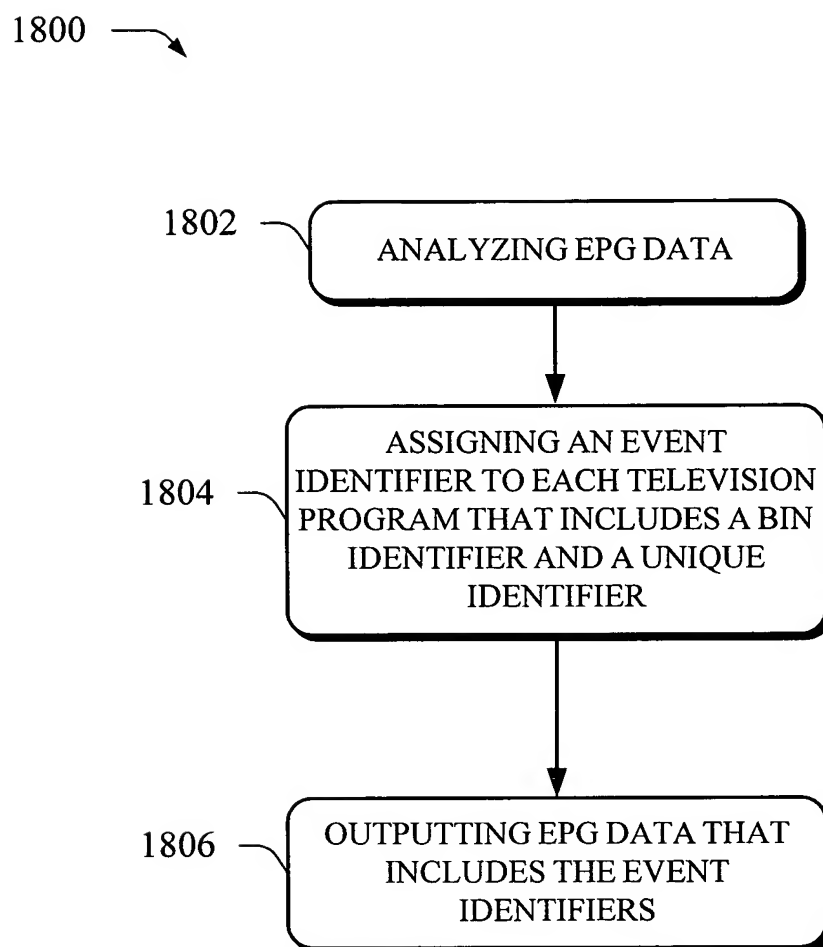 1800
1802
ANALYZING EPG DATA
1804
ASSIGNING AN EVENT
IDENTIFIER TO EACH TELEVISION
PROGRAM THAT INCLUDES A BIN
IDENTIFIER AND A UNIQUE
IDENTIFIER
1806
OUTPUTTING EPG DATA THAT
INCLUDES THE EVENT
IDENTIFIERS